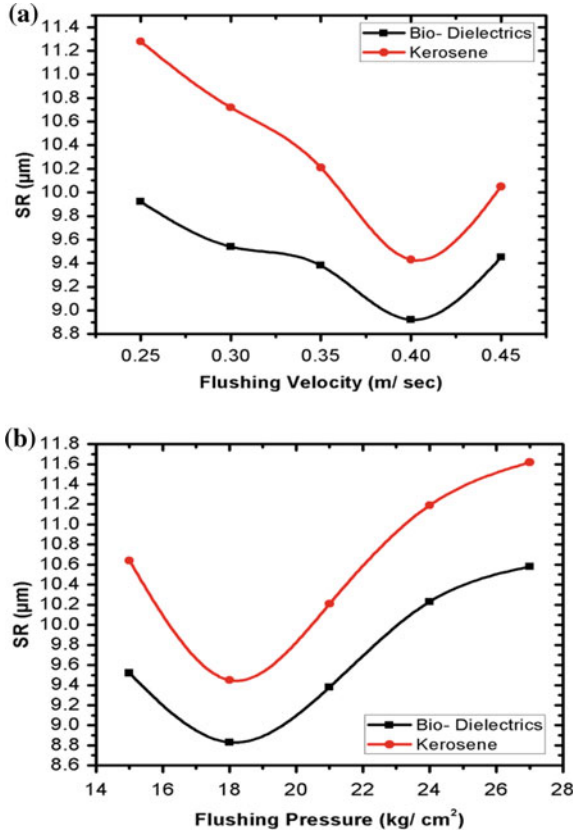 (a)
11.4
11.2
11.0
10.8
10.6
10.4
10.2
10.0
9.8
9.6
9.4
9.2
9.0
8.8
SR (µm)
Bio- Dielectrics
Kerosene
0.25 0.30 0.35 0.40 0.45
Flushing Velocity (m/ sec)
(b)
11.8
11.6
11.4
11.2
11.0
10.8
10.6
10.4
10.2
10.0
9.8
9.6
9.4
9.2
9.0
8.8
8.6
SR (µm)
Bio- Dielectrics
Kerosene
14 16 18 20 22 24 26 28
Flushing Pressure (kg/ cm²)